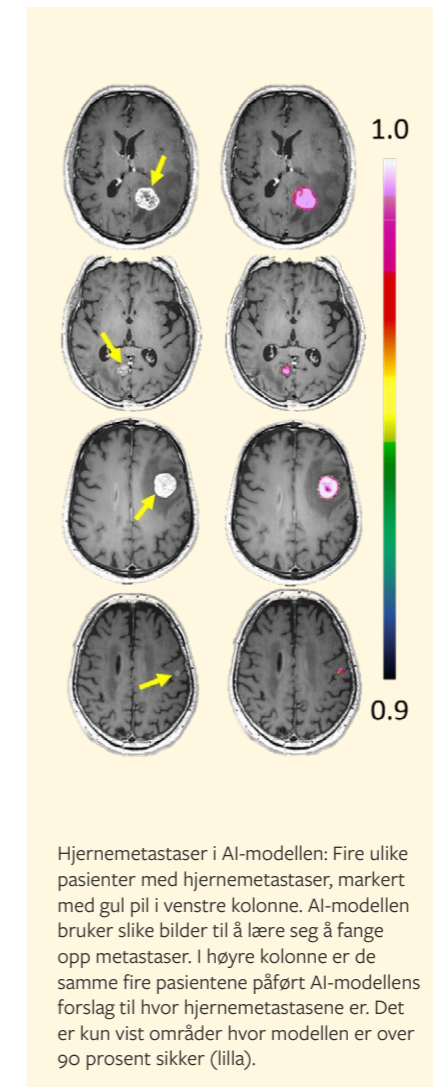 1.0
0.9
Hjernemetastaser i AI-modellen: Fire ulike
pasienter med hjernemetastaser, markert
med gul pil i venstre kolonne. AI-modellen
bruker slike bilder til å lære seg å fange
opp metastaser. I høyre kolonne er de
samme fire pasientene påført AI-modellens
forslag til hvor hjernemetastasene er. Det
er kun vist områder hvor modellen er over
90 prosent sikker (lilla).